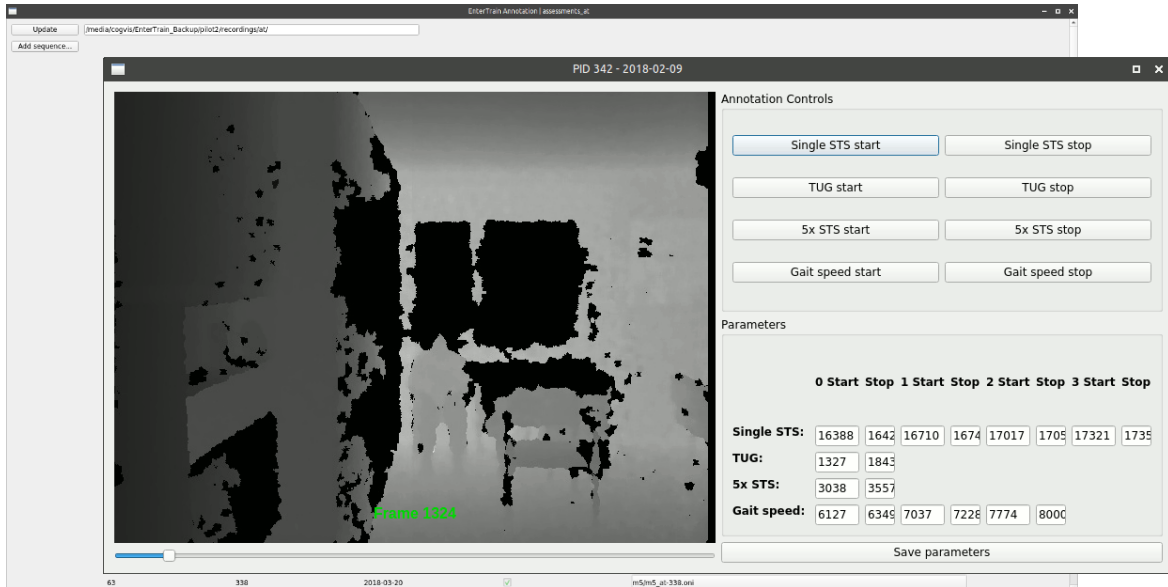 EnterTrain Annotation | assessments_at
Update /media/cogvis/EnterTrain_Backup/pilot2/recordings/at/
Add sequence...
PID 342 - 2018-02-09
Annotation Controls
Single STS start Single STS stop
TUG start TUG stop
5x STS start 5x STS stop
Gait speed start Gait speed stop
Parameters
0 Start Stop 1 Start Stop 2 Start Stop 3 Start Stop
Single STS: 16388 1642 16710 1674 17017 1705 17321 1735
TUG: 1327 1843
5x STS: 3038 3557
Gait speed: 6127 6349 7037 7228 7774 8000
Frame 1324
Save parameters
63 338 2018-03-20 m5/m5_at-338.oni